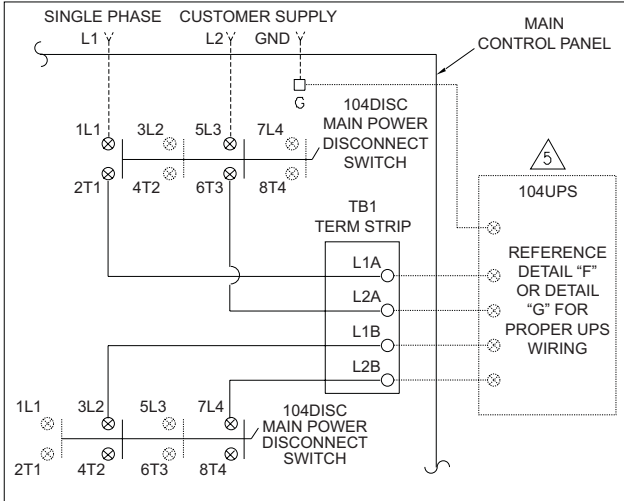 SINGLE PHASE CUSTOMER SUPPLY
L1 L2 GND
MAIN
CONTROL PANEL
G
1L1 3L2 5L3 7L4
104DISC
MAIN POWER
DISCONNECT
SWITCH
2T1 4T2 6T3 8T4
5
104UPS
TB1
TERM STRIP
L1A
L2A
L1B
L2B
REFERENCE
DETAIL “F”
OR DETAIL
“G” FOR
PROPER UPS
WIRING
1L1 3L2 5L3 7L4
104DISC
MAIN POWER
DISCONNECT
SWITCH
2T1 4T2 6T3 8T4